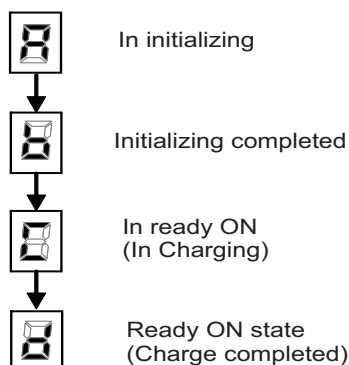 A
In initializing
b
Initializing completed
C
In ready ON
(In Charging)
d
Ready ON state
(Charge completed)